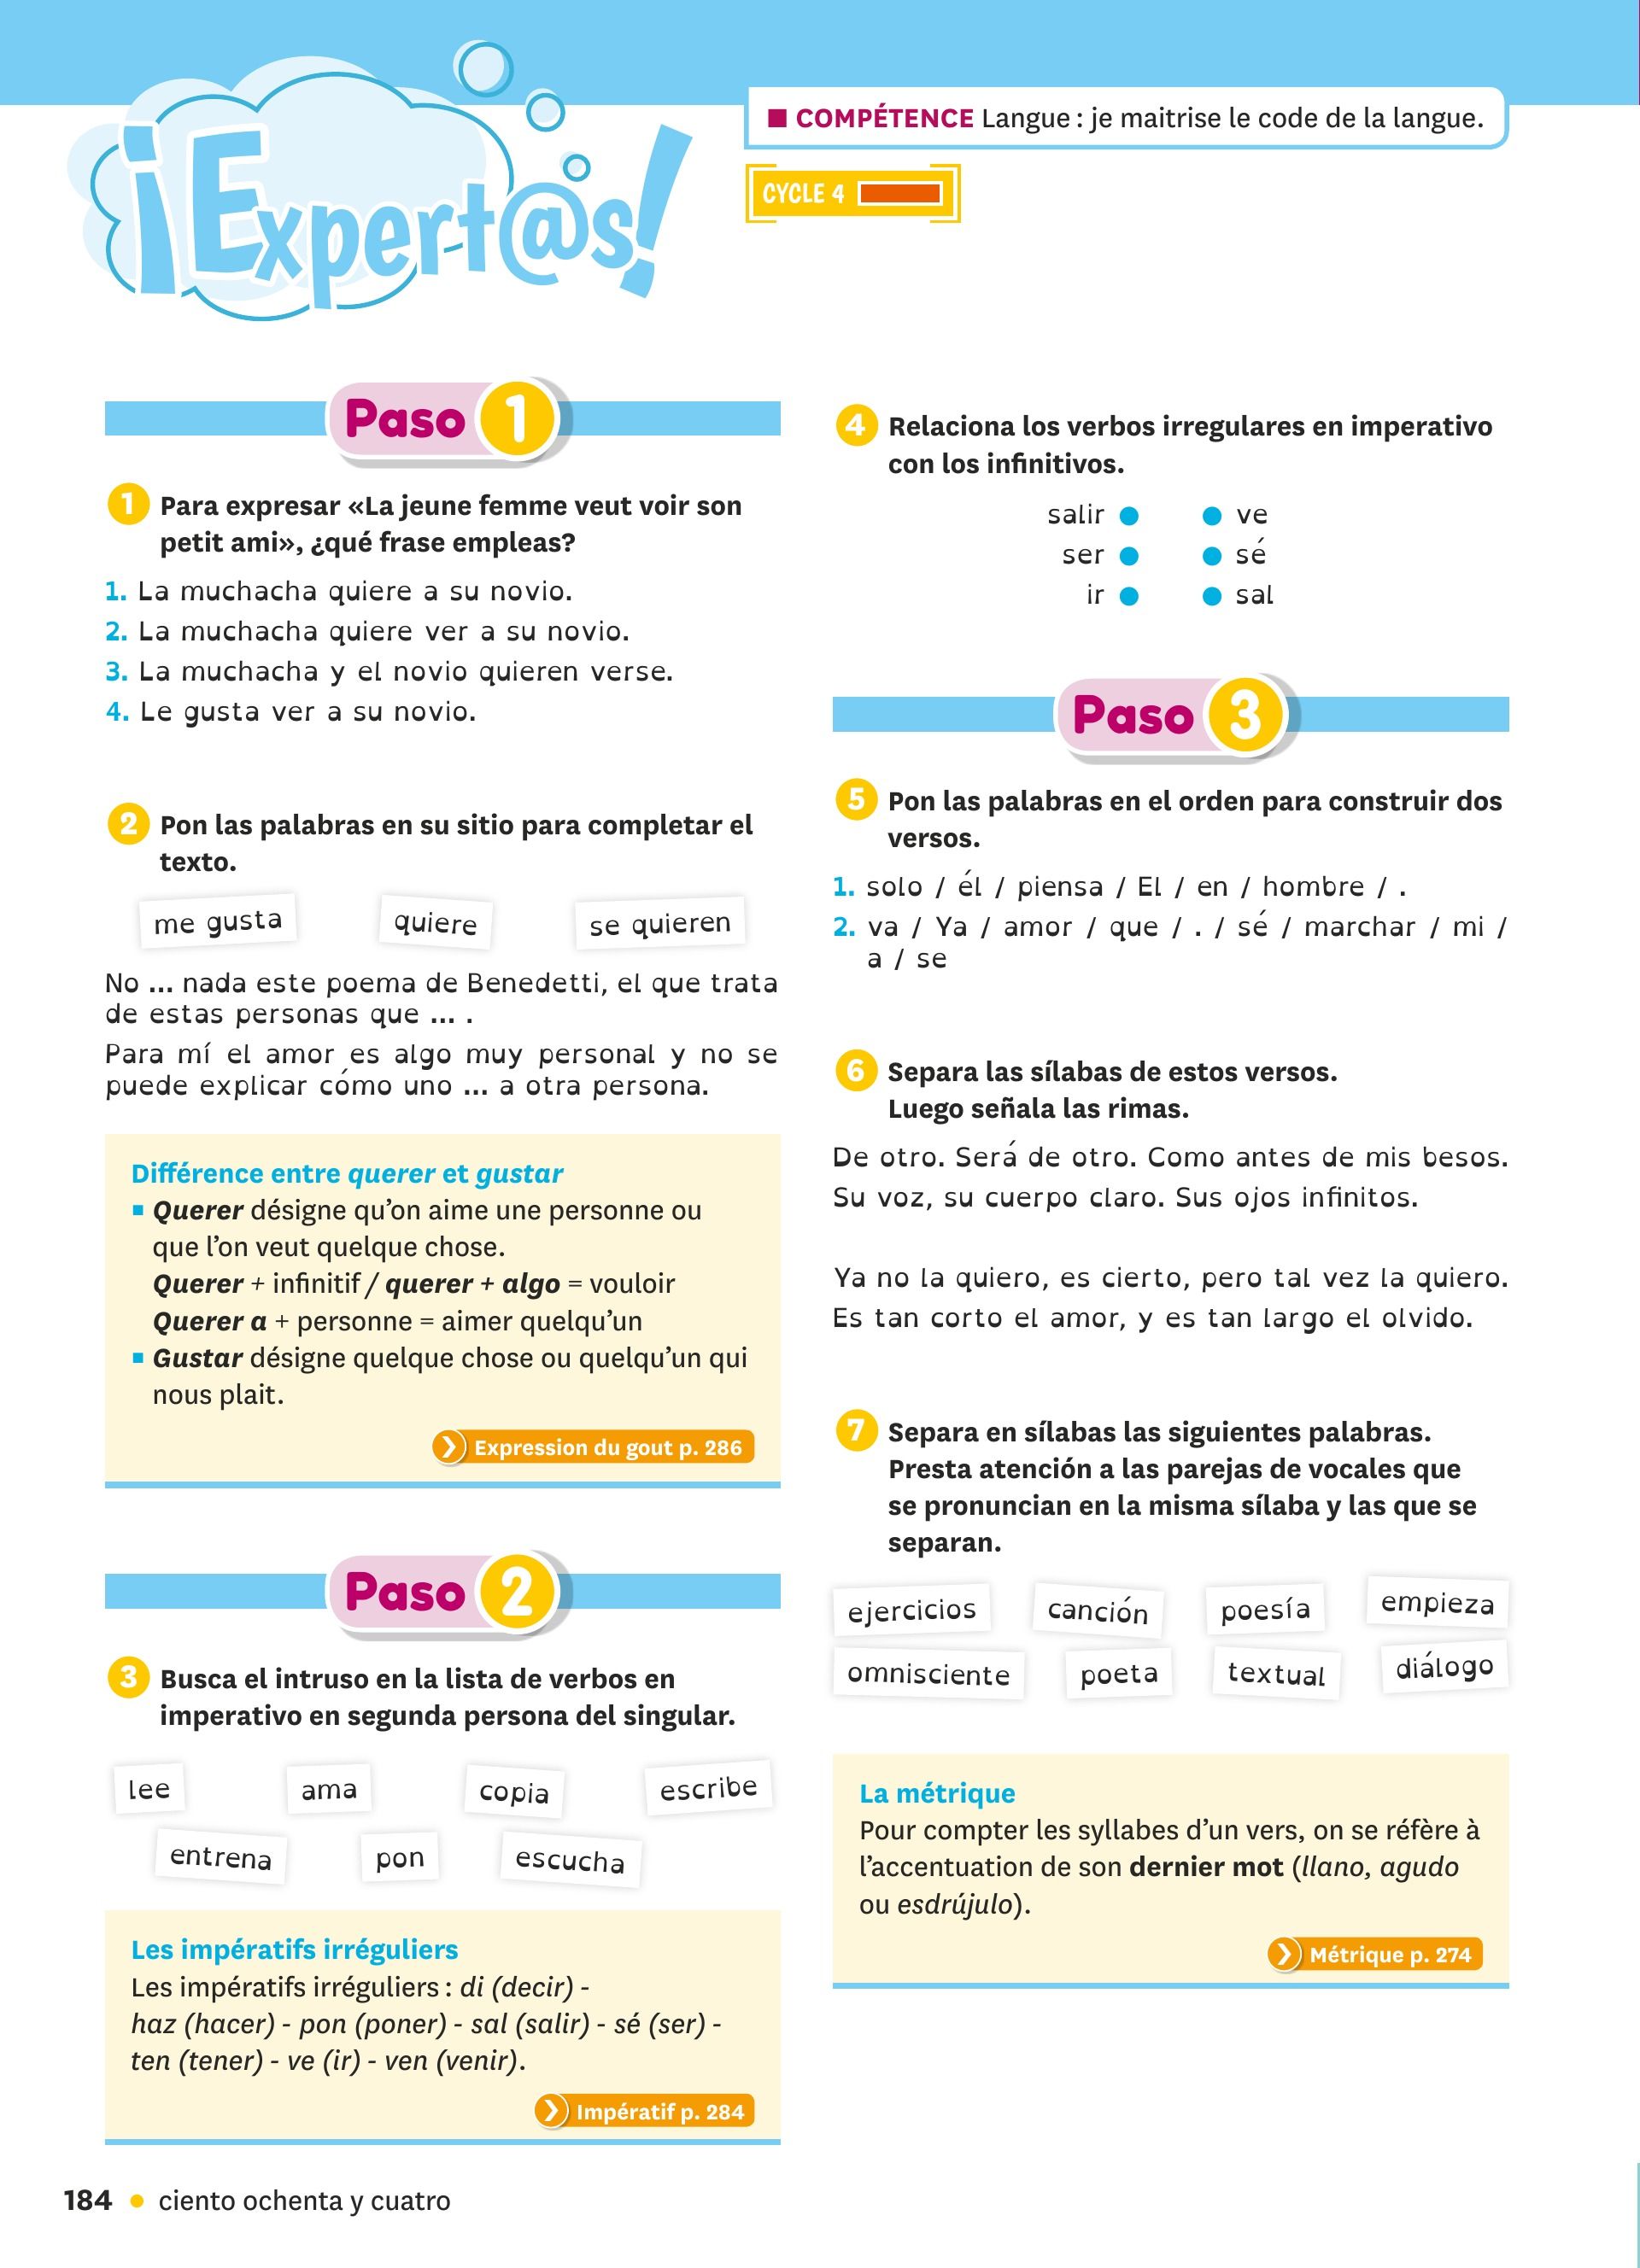 ¡Expert@s!
■ COMPÉTENCE Langue : je maitrise le code de la langue.
CYCLE 4
Paso 1
1 Para expresar «La jeune femme veut voir son
petit ami», ¿qué frase empleas?
1. La muchacha quiere a su novio.
2. La muchacha quiere ver a su novio.
3. La muchacha y el novio quieren verse.
4. Le gusta ver a su novio.
2 Pon las palabras en su sitio para completar el
texto.
me gusta quiere se quieren
No ... nada este poema de Benedetti, el que trata
de estas personas que ... .
Para mí el amor es algo muy personal y no se
puede explicar cómo uno ... a otra persona.
Différence entre querer et gustar
▪ Querer désigne qu'on aime une personne ou
que l'on veut quelque chose.
Querer + infinitif / querer + algo = vouloir
Querer a + personne = aimer quelqu'un
▪ Gustar désigne quelque chose ou quelqu'un qui
nous plait.
Expression du gout p. 286
Paso 2
3 Busca el intruso en la lista de verbos en
imperativo en segunda persona del singular.
lee ama copia escribe
entrena pon escucha
Les impératifs irréguliers
Les impératifs irréguliers : di (decir) -
haz (hacer) - pon (poner) - sal (salir) - sé (ser) -
ten (tener) - ve (ir) - ven (venir).
Impératif p. 284
4 Relaciona los verbos irregulares en imperativo
con los infinitivos.
salir ● ● ve
ser ● ● sé
ir ● ● sal
Paso 3
5 Pon las palabras en el orden para construir dos
versos.
1. solo / él / piensa / El / en / hombre / .
2. va / Ya / amor / que / . / sé / marchar / mi /
a / se
6 Separa las sílabas de estos versos.
Luego señala las rimas.
De otro. Será de otro. Como antes de mis besos.
Su voz, su cuerpo claro. Sus ojos infinitos.
Ya no la quiero, es cierto, pero tal vez la quiero.
Es tan corto el amor, y es tan largo el olvido.
7 Separa en sílabas las siguientes palabras.
Presta atención a las parejas de vocales que
se pronuncian en la misma sílaba y las que se
separan.
ejercicios canción poesía empieza
omnisciente poeta textual diálogo
La métrique
Pour compter les syllabes d'un vers, on se réfère à
l'accentuation de son dernier mot (llano, agudo
ou esdrújulo).
Métrique p. 274
184 • ciento ochenta y cuatro